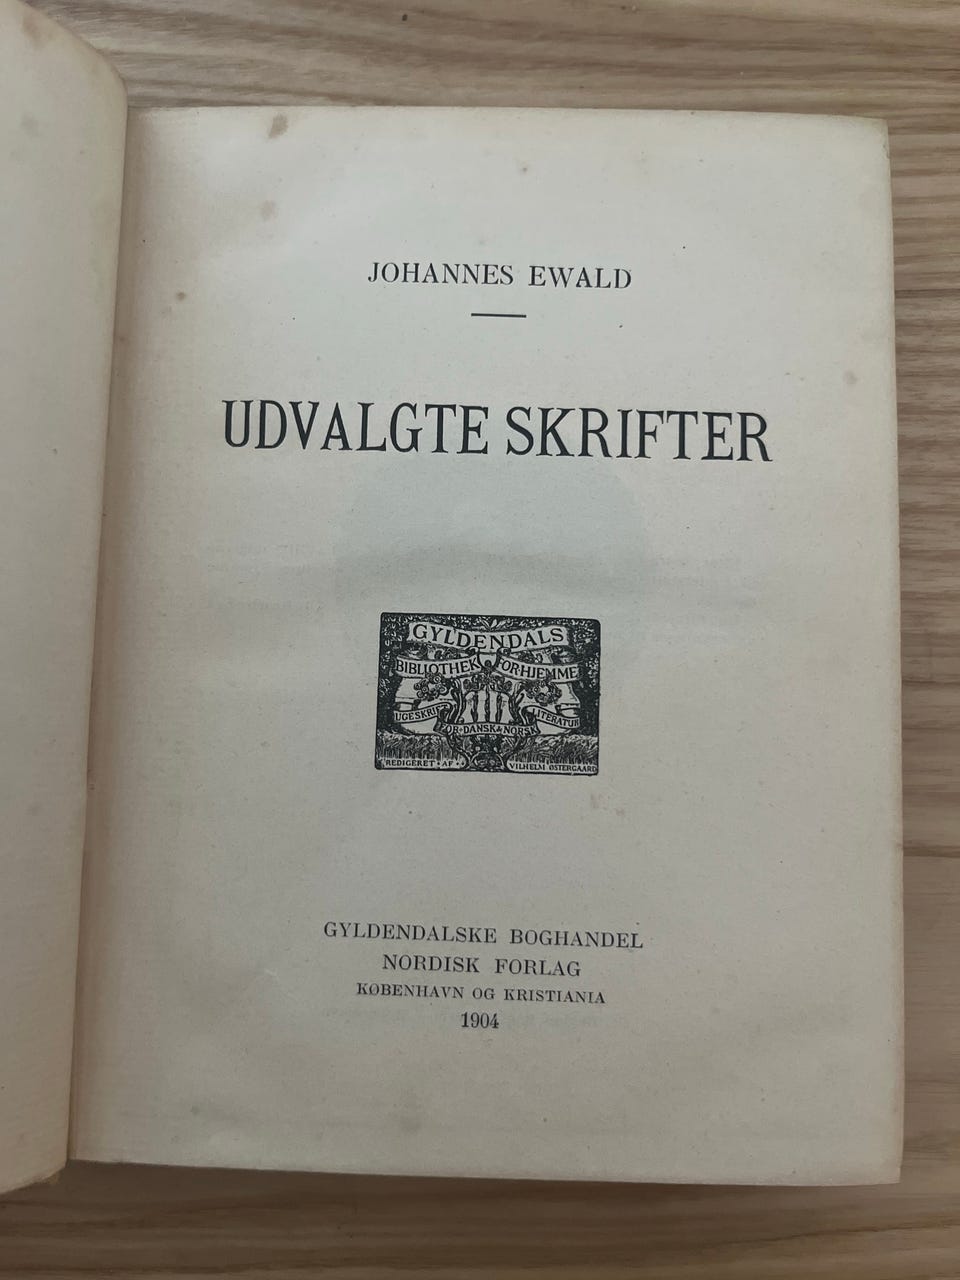 JOHANNES EWALD
UDVALGTE SKRIFTER
GYLDENDALS
BIBLIOTHEK FOR HJEMME
UGESKRIFT LITERATUR
FOR DANSK & NORSK
REDIGERET AF VILHELM ØSTERGAARD
GYLDENDALSKE BOGHANDEL
NORDISK FORLAG
KØBENHAVN OG KRISTIANIA
1904